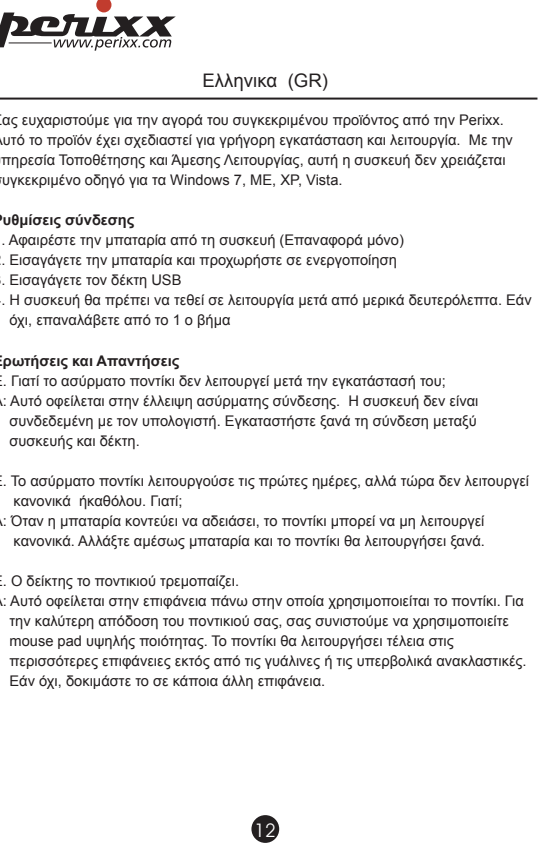 perixx
www.perixx.com
Ελληνικα (GR)
Σας ευχαριστούμε για την αγορά του συγκεκριμένου προϊόντος από την Perixx.
Αυτό το προϊόν έχει σχεδιαστεί για γρήγορη εγκατάσταση και λειτουργία. Με την
υπηρεσία Τοποθέτησης και Άμεσης Λειτουργίας, αυτή η συσκευή δεν χρειάζεται
συγκεκριμένο οδηγό για τα Windows 7, ME, XP, Vista.
Ρυθμίσεις σύνδεσης
1. Αφαιρέστε την μπαταρία από τη συσκευή (Επαναφορά μόνο)
2. Εισαγάγετε την μπαταρία και προχωρήστε σε ενεργοποίηση
3. Εισαγάγετε τον δέκτη USB
4. Η συσκευή θα πρέπει να τεθεί σε λειτουργία μετά από μερικά δευτερόλεπτα. Εάν
όχι, επαναλάβετε από το 1 ο βήμα
Ερωτήσεις και Απαντήσεις
Ε. Γιατί το ασύρματο ποντίκι δεν λειτουργεί μετά την εγκατάστασή του;
Α: Αυτό οφείλεται στην έλλειψη ασύρματης σύνδεσης. Η συσκευή δεν είναι
συνδεδεμένη με τον υπολογιστή. Εγκαταστήστε ξανά τη σύνδεση μεταξύ
συσκευής και δέκτη.
Ε. Το ασύρματο ποντίκι λειτουργούσε τις πρώτες ημέρες, αλλά τώρα δεν λειτουργεί
κανονικά ήκαθόλου. Γιατί;
Α: Όταν η μπαταρία κοντεύει να αδειάσει, το ποντίκι μπορεί να μη λειτουργεί
κανονικά. Αλλάξτε αμέσως μπαταρία και το ποντίκι θα λειτουργήσει ξανά.
Ε. Ο δείκτης το ποντικιού τρεμοπαίζει.
Α: Αυτό οφείλεται στην επιφάνεια πάνω στην οποία χρησιμοποιείται το ποντίκι. Για
την καλύτερη απόδοση του ποντικιού σας, σας συνιστούμε να χρησιμοποιείτε
mouse pad υψηλής ποιότητας. Το ποντίκι θα λειτουργήσει τέλεια στις
περισσότερες επιφάνειες εκτός από τις γυάλινες ή τις υπερβολικά ανακλαστικές.
Εάν όχι, δοκιμάστε το σε κάποια άλλη επιφάνεια.
12